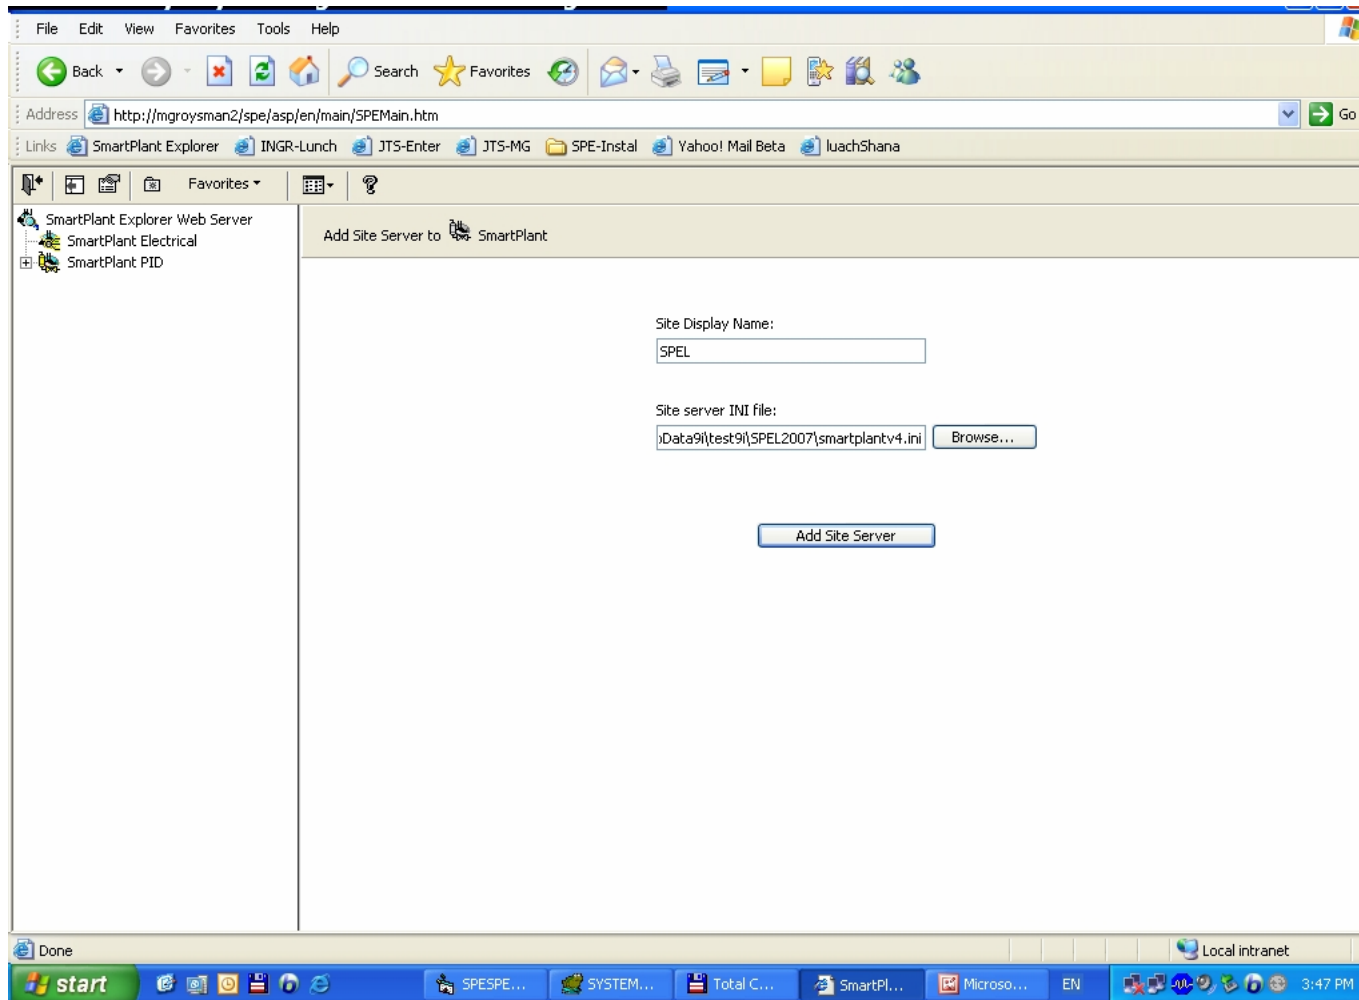 File Edit View Favorites Tools Help
Back Search Favorites
Address http://mgroysman2/spe/asp/en/main/SPEMain.htm Go
Links SmartPlant Explorer INGR-Lunch JTS-Enter JTS-MG SPE-Instal Yahoo! Mail Beta luachShana
Favorites
SmartPlant Explorer Web Server
SmartPlant Electrical
SmartPlant PID
Add Site Server to SmartPlant
Site Display Name:
SPEL
Site server INI file:
Data9i\test9i\SPEL2007\smartplantv4.ini Browse...
Add Site Server
Done Local intranet
start SPESPE... SYSTEM... Total C... SmartPl... Microso... EN 3:47 PM